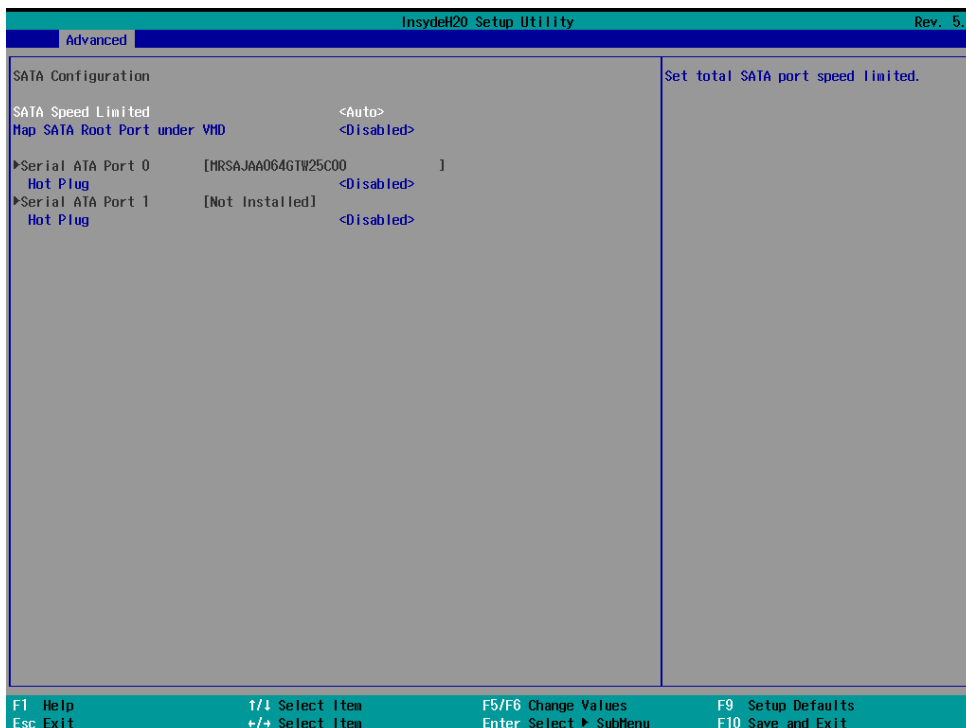 InsydeH20 Setup Utility Rev. 5.
Advanced
SATA Configuration
Set total SATA port speed limited.
SATA Speed Limited <Auto>
Map SATA Root Port under VMD <Disabled>
▶Serial ATA Port 0 [MRSAJAA064GTW25C00 ]
Hot Plug <Disabled>
▶Serial ATA Port 1 [Not Installed]
Hot Plug <Disabled>
F1 Help ↑/↓ Select Item F5/F6 Change Values F9 Setup Defaults
Esc Exit ←/→ Select Item Enter Select ▶ SubMenu F10 Save and Exit